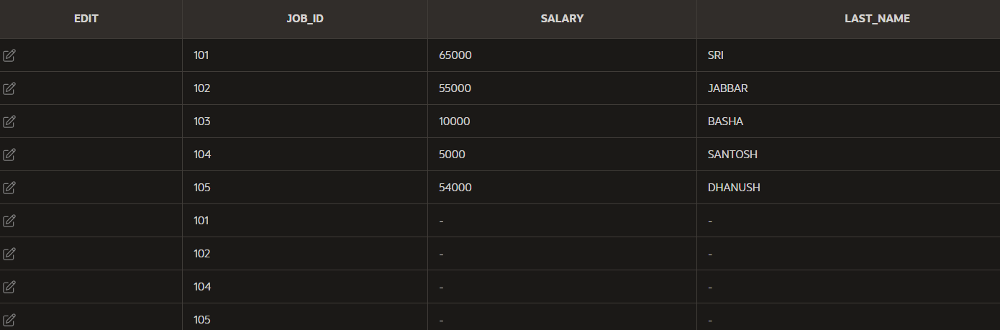 EDIT JOB_ID SALARY LAST_NAME
101 65000 SRI
102 55000 JABBAR
103 10000 BASHA
104 5000 SANTOSH
105 54000 DHANUSH
101 - -
102 - -
104 - -
105 - -